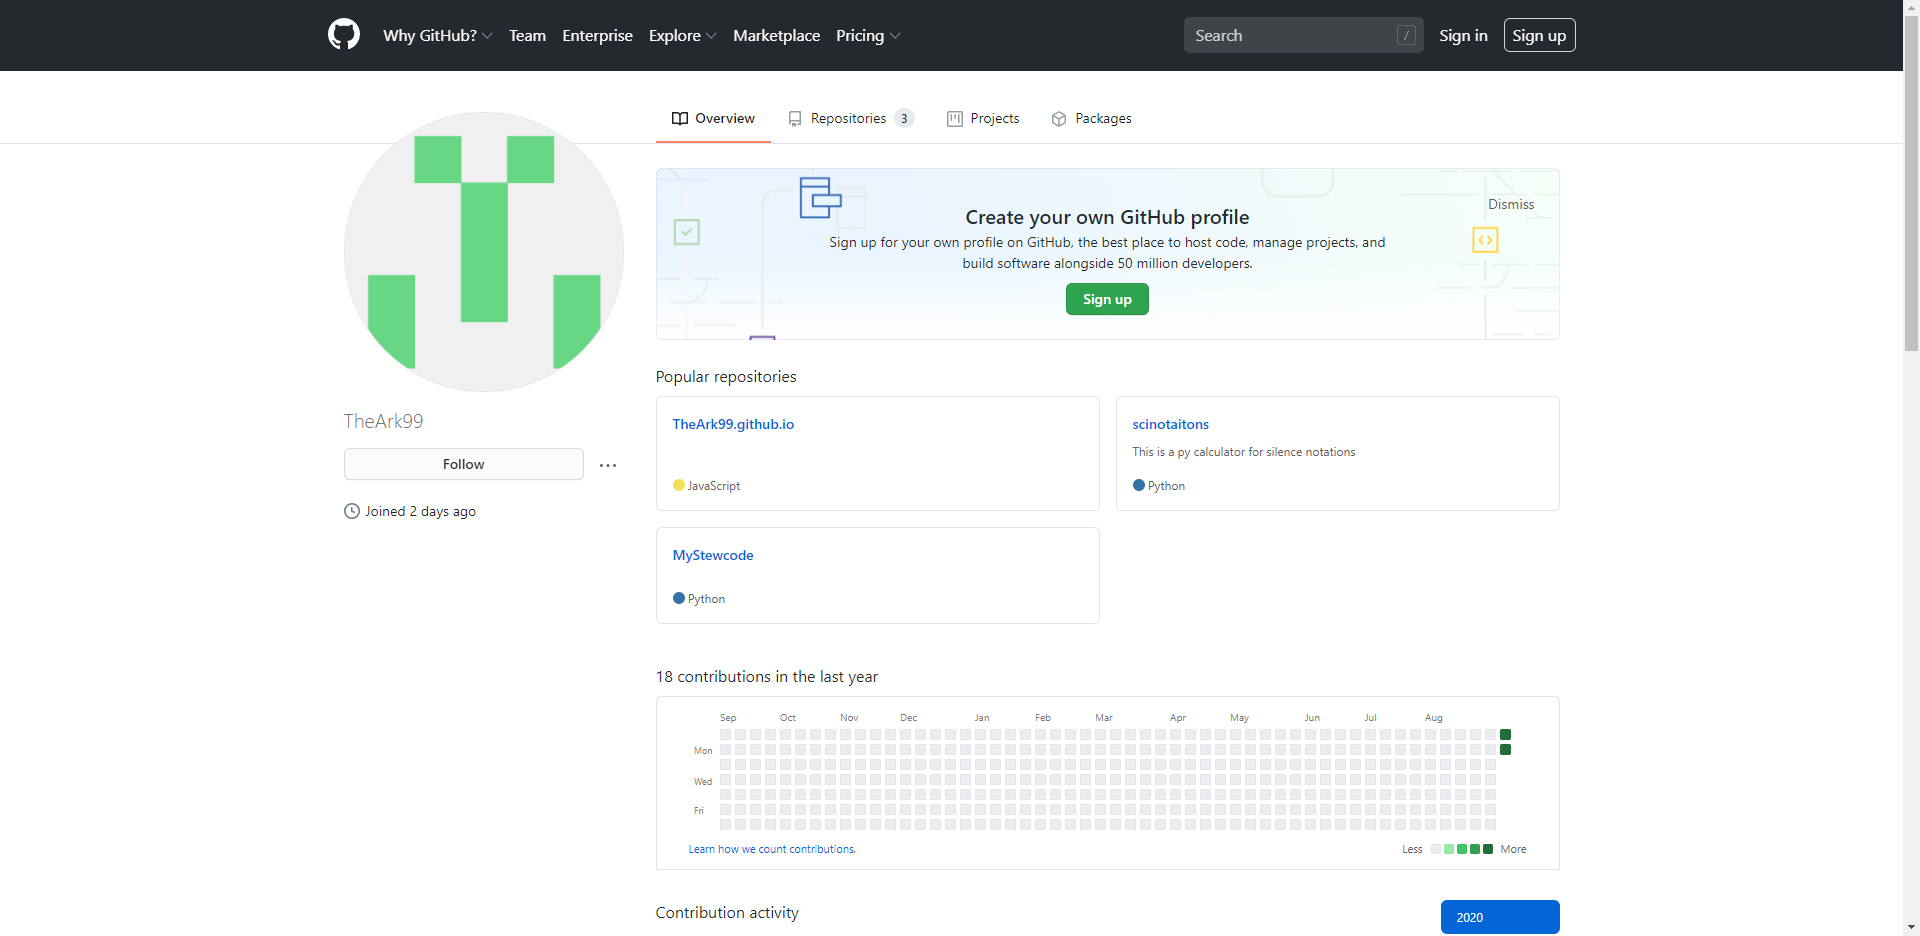 Why GitHub? Team Enterprise Explore Marketplace Pricing Search / Sign in Sign up
Overview Repositories 3 Projects Packages
Dismiss
Create your own GitHub profile
Sign up for your own profile on GitHub, the best place to host code, manage projects, and
build software alongside 50 million developers.
Sign up
TheArk99
Follow
Joined 2 days ago
Popular repositories
TheArk99.github.io
JavaScript
scinotaitons
This is a py calculator for silence notations
Python
MyStewcode
Python
18 contributions in the last year
Sep Oct Nov Dec Jan Feb Mar Apr May Jun Jul Aug
Mon
Wed
Fri
Learn how we count contributions.
Less More
Contribution activity
2020